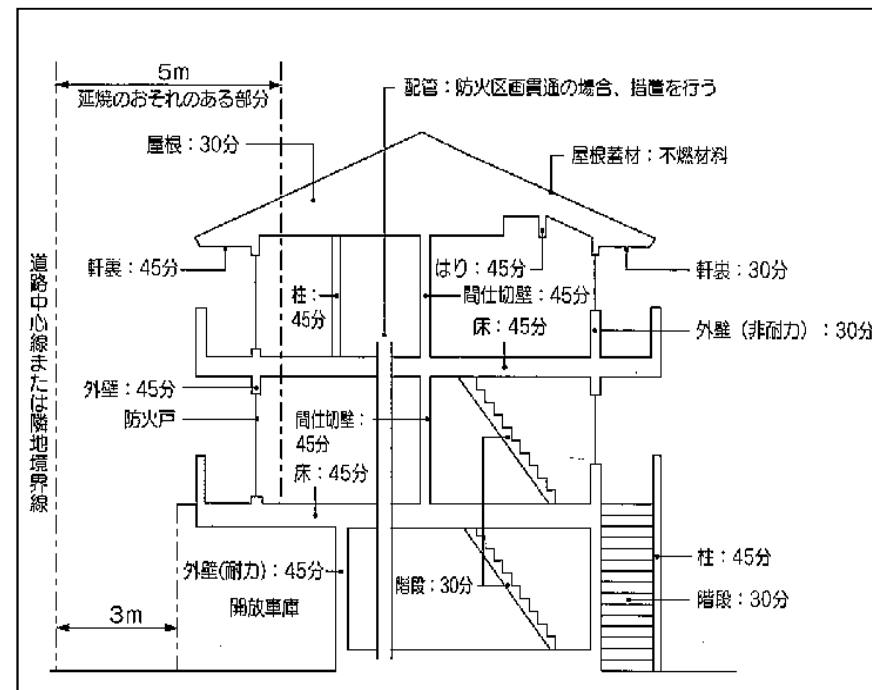 5m
延焼のおそれのある部分
配管：防火区画貫通の場合、措置を行う
屋根：30分
屋根葺材：不燃材料
道路中心線または隣地境界線
軒裏：45分
柱：
45分
はり：45分
間仕切壁：45分
床：45分
軒裏：30分
外壁（非耐力）：30分
外壁：45分
防火戸
間仕切壁：
45分
床：45分
外壁(耐力)：45分
開放車庫
階段：30分
柱：45分
階段：30分
3m